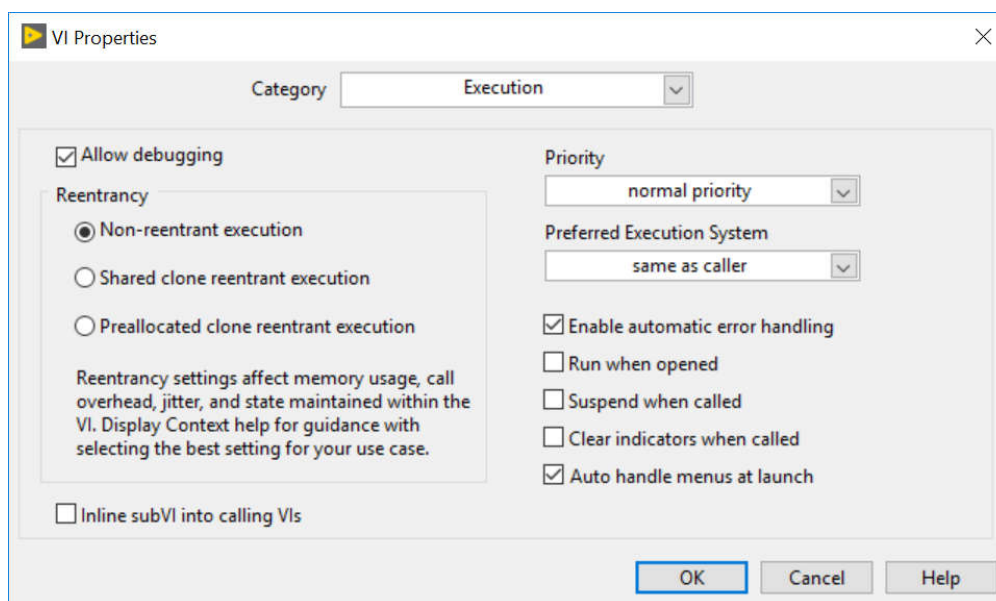 VI Properties
Category
Execution
Allow debugging
Reentrancy
Non-reentrant execution
Shared clone reentrant execution
Preallocated clone reentrant execution
Reentrancy settings affect memory usage, call
overhead, jitter, and state maintained within the
VI. Display Context help for guidance with
selecting the best setting for your use case.
Inline subVI into calling VIs
Priority
normal priority
Preferred Execution System
same as caller
Enable automatic error handling
Run when opened
Suspend when called
Clear indicators when called
Auto handle menus at launch
OK
Cancel
Help